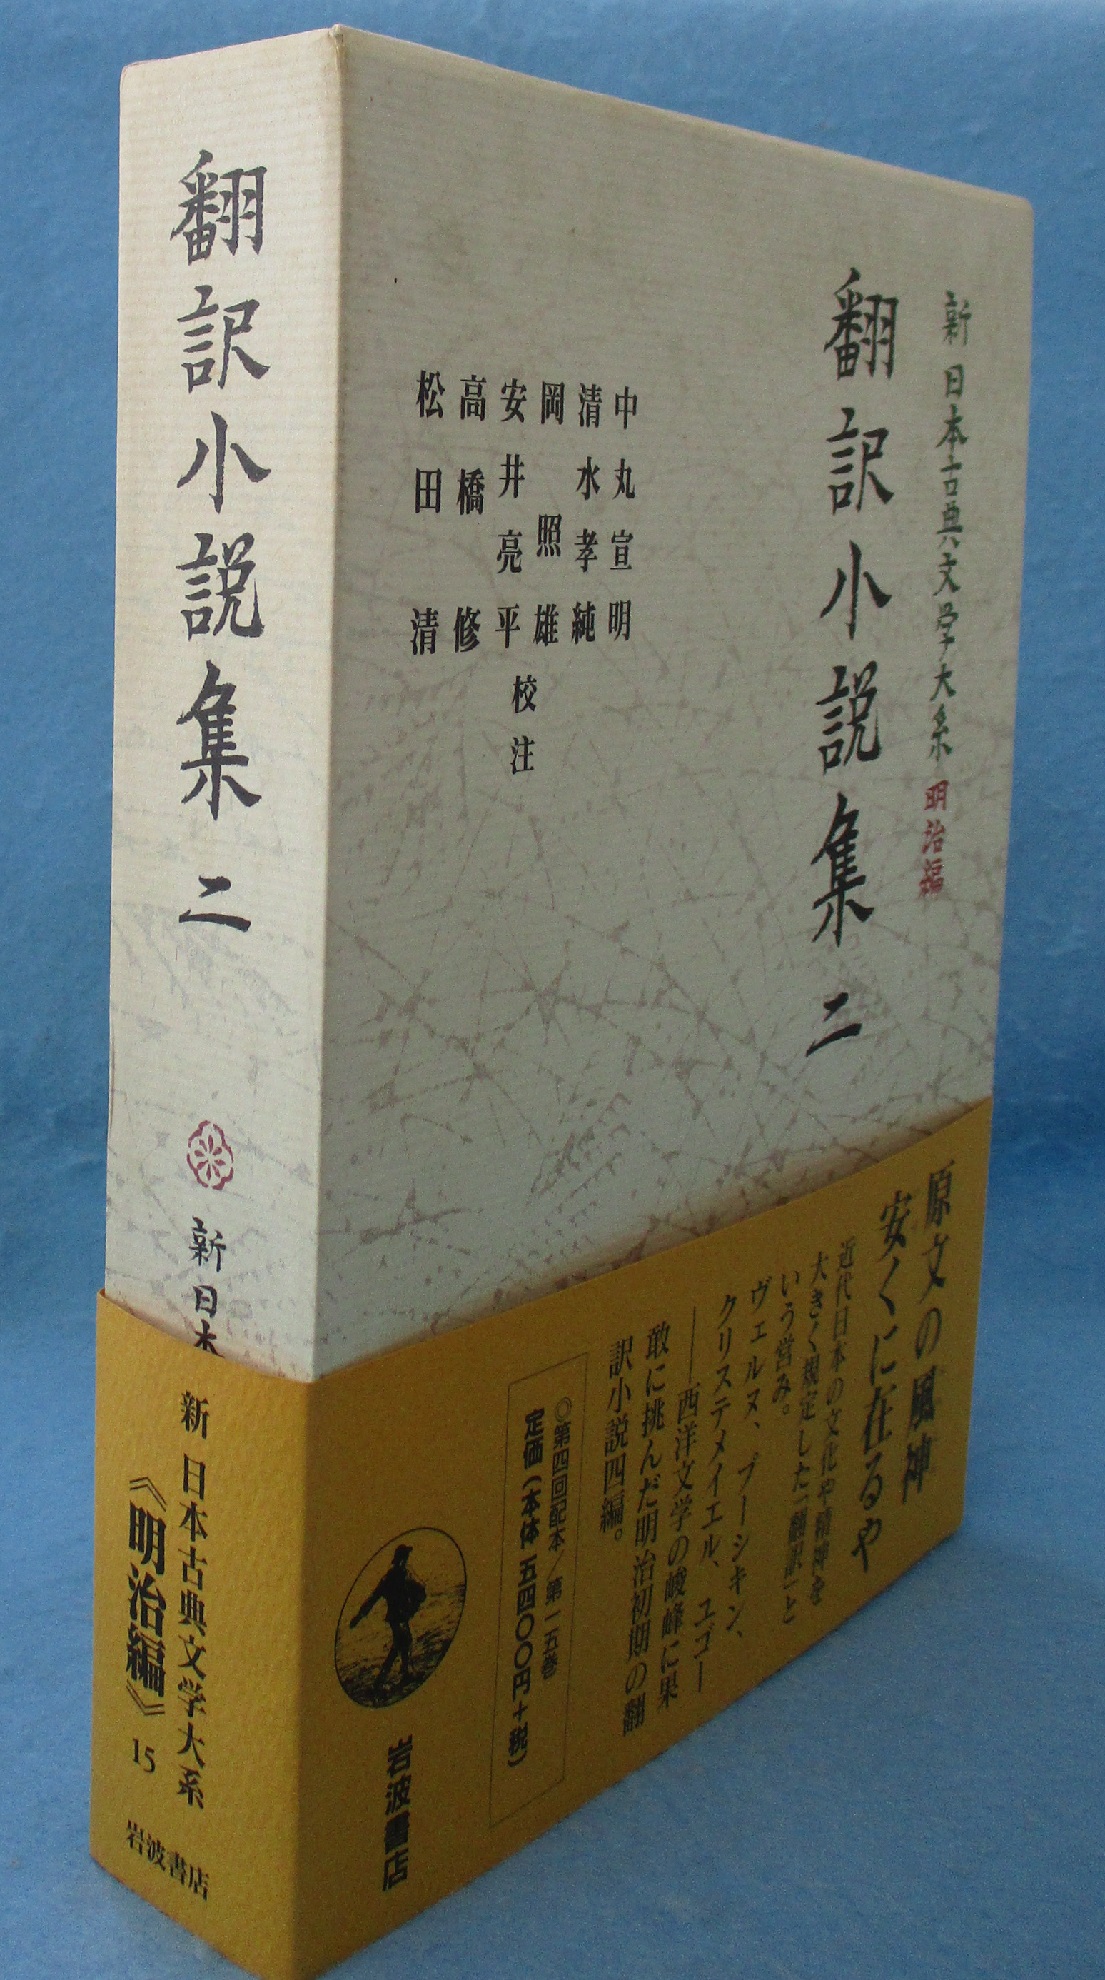 翻訳小説集 二
新日本
新 日本古典文学大系
《明治編》 15
岩波書店
新日本古典文学大系 明治編
翻訳小説集 二
中丸宣明
清水孝純
岡照雄
安井亮平
高橋修
松田清
校注
原文の風神
安くに在るや
近代日本の文化や精神を
大きく規定した「翻訳」と
いう営み。
ヴェルヌ、プーシキン、
クリステメイエル、ユゴー
──西洋文学の峻峰に果
敢に挑んだ明治初期の翻
訳小説四編。
◎第四回配本/第一五巻
定価(本体 五四〇〇円+税)
岩波書店